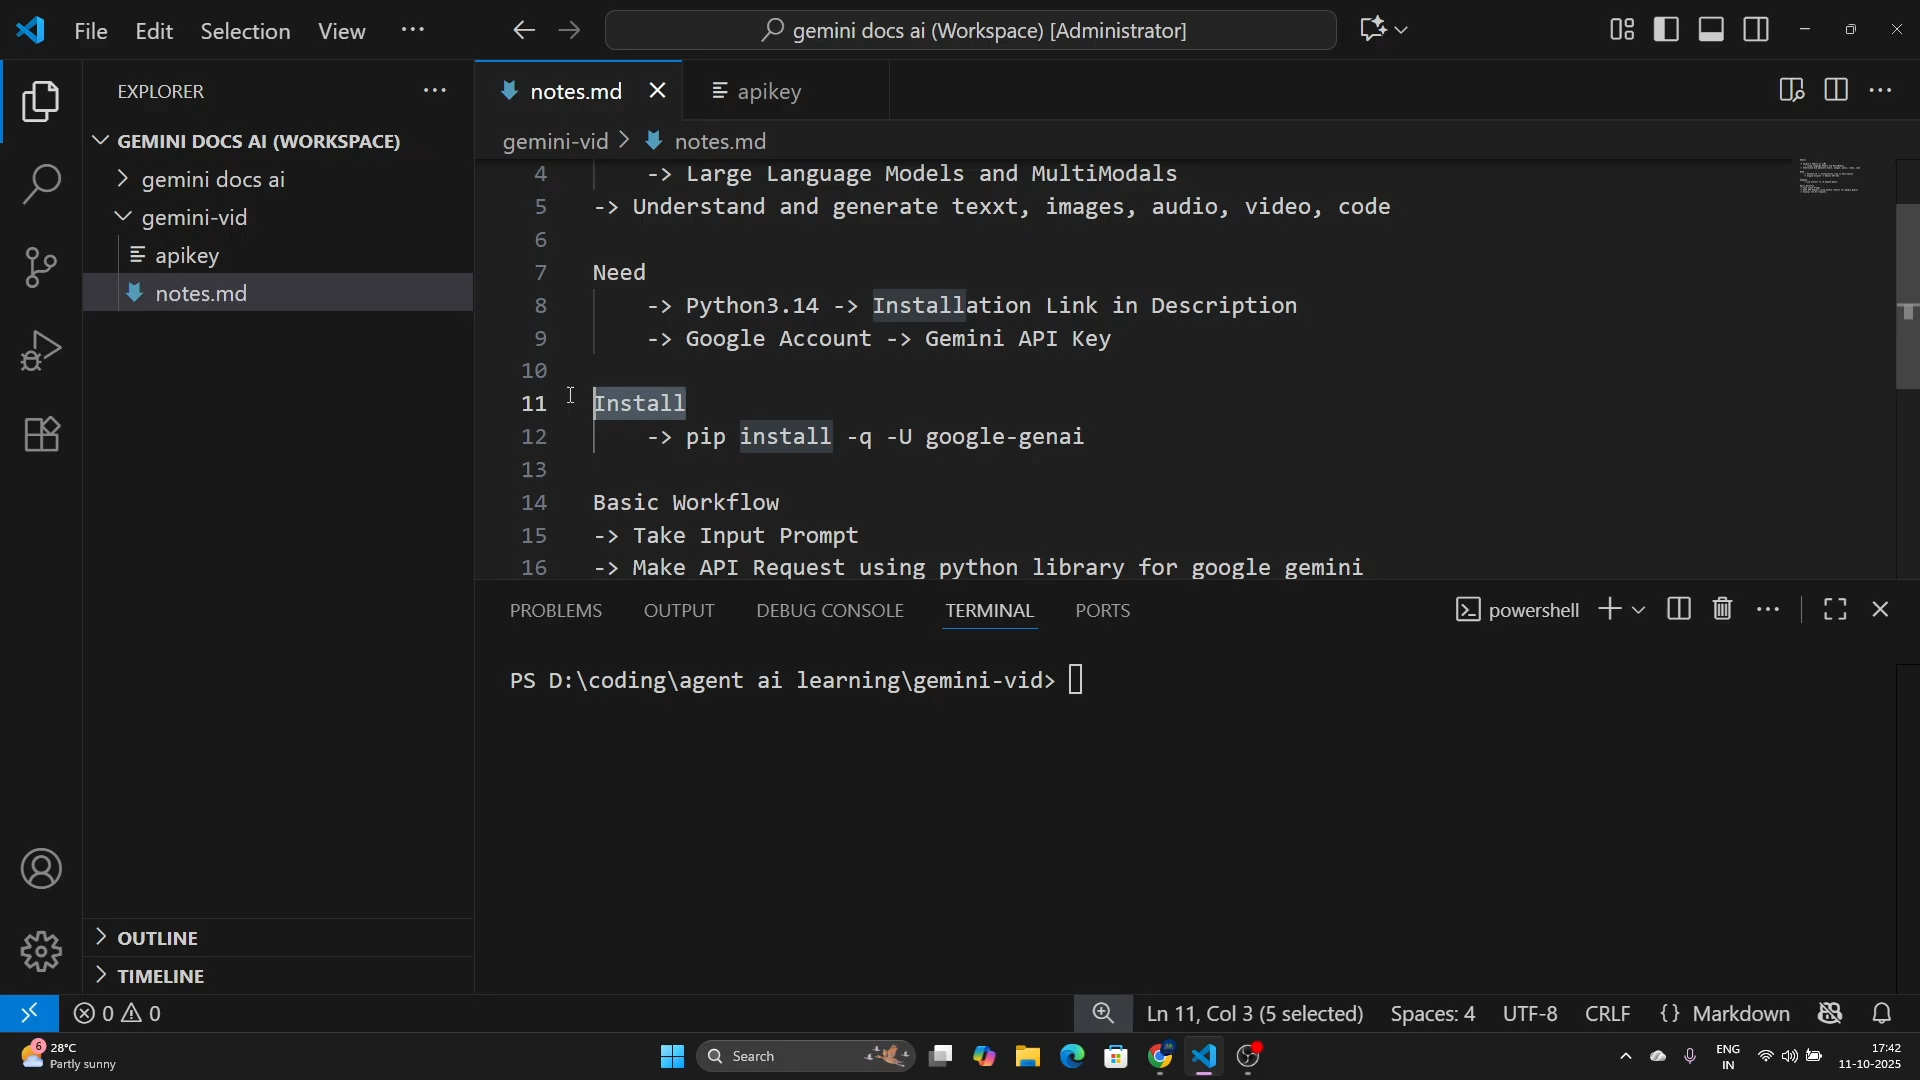 File Edit Selection View ···
gemini docs ai (Workspace) [Administrator]
EXPLORER
GEMINI DOCS AI (WORKSPACE)
gemini docs ai
gemini-vid
apikey
notes.md
OUTLINE
TIMELINE
notes.md
apikey
gemini-vid > notes.md
4 -> Large Language Models and MultiModals
5 -> Understand and generate texxt, images, audio, video, code
6
7 Need
8 -> Python3.14 -> Installation Link in Description
9 -> Google Account -> Gemini API Key
10
11 Install
12 -> pip install -q -U google-genai
13
14 Basic Workflow
15 -> Take Input Prompt
16 -> Make API Request using python library for google gemini
PROBLEMS OUTPUT DEBUG CONSOLE TERMINAL PORTS
powershell
PS D:\coding\agent ai learning\gemini-vid>
0 0
Ln 11, Col 3 (5 selected) Spaces: 4 UTF-8 CRLF {} Markdown
6
28°C
Partly sunny
Search
ENG
IN
17:42
11-10-2025